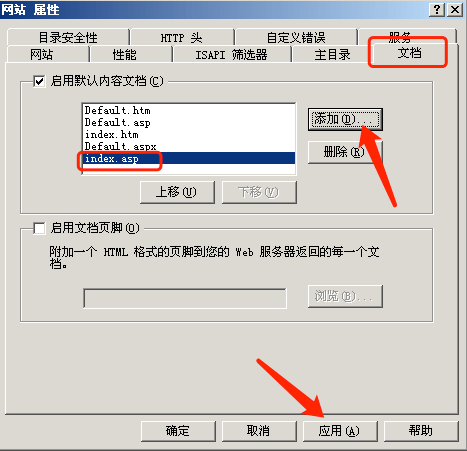 网站 属性
目录安全性 HTTP 头 自定义错误 服务
网站 性能 ISAPI 筛选器 主目录 文档
启用默认内容文档(C)
Default.htm
Default.asp
index.htm
Default.aspx
index.asp
添加(D)...
删除(R)
上移(U) 下移(V)
启用文档页脚(O)
附加一个 HTML 格式的页脚到您的 Web 服务器返回的每一个文
档。
浏览(B)...
确定 取消 应用(A) 帮助